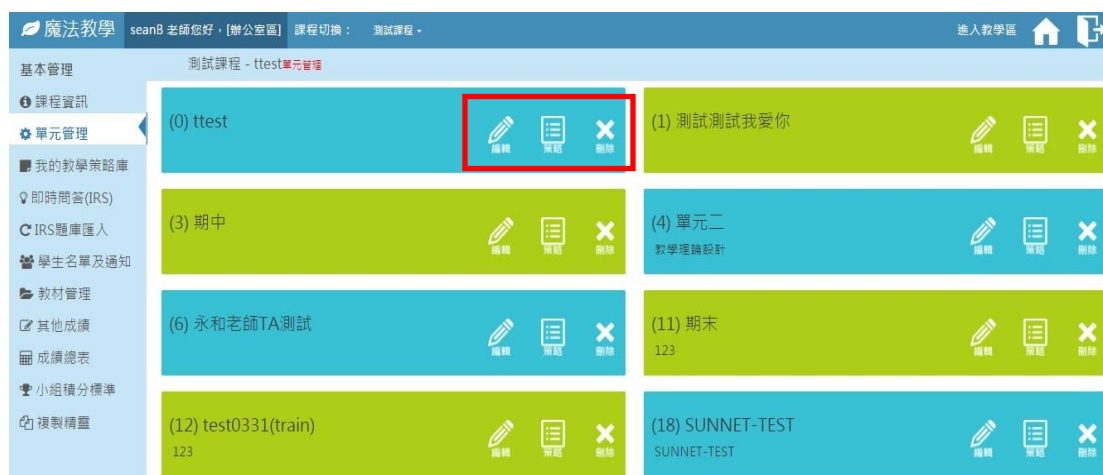 魔法教學 seanB 老師您好,[辦公室區] 課程切換: 測試課程 進入教學區
基本管理
測試課程 - ttest單元管理
課程資訊
單元管理
我的教學策略庫
即時問答(IRS)
IRS題庫匯入
學生名單及通知
教材管理
其他成績
成績總表
小組積分標準
複製精靈
(0) ttest
編輯 策略 刪除
(1) 測試測試我愛你
編輯 策略 刪除
(3) 期中
編輯 策略 刪除
(4) 單元二
教學理論設計
編輯 策略 刪除
(6) 永和老師TA測試
編輯 策略 刪除
(11) 期末
123
編輯 策略 刪除
(12) test0331(train)
123
編輯 策略 刪除
(18) SUNNET-TEST
SUNNET-TEST
編輯 策略 刪除